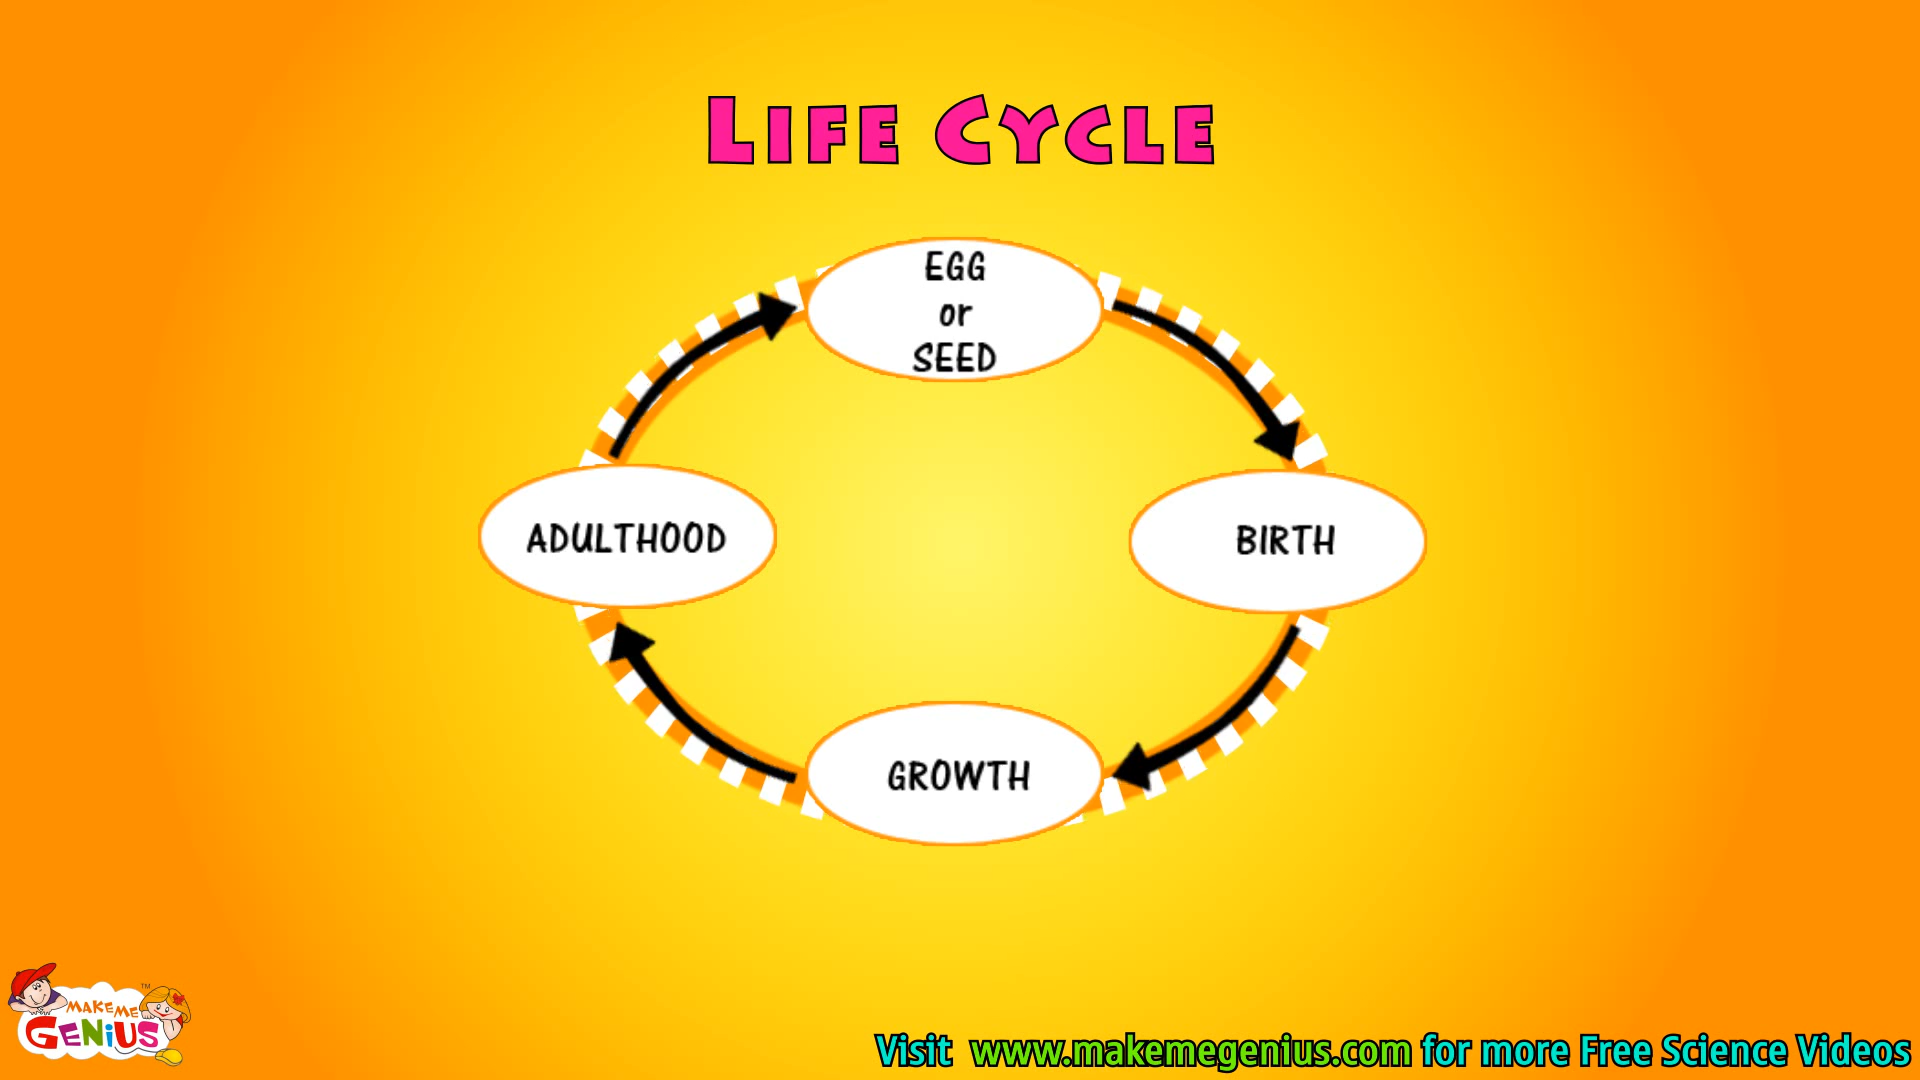 LIFE CYCLE
EGG
or
SEED
ADULTHOOD
BIRTH
GROWTH
MAKE ME
GENiUS
TM
Visit www.makemegenius.com for more Free Science Videos